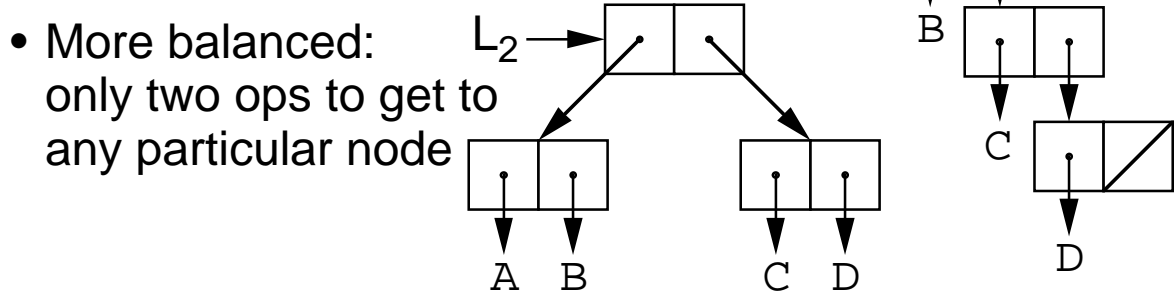 • More balanced:
only two ops to get to
any particular node
L2
A B
C D
B
C
D